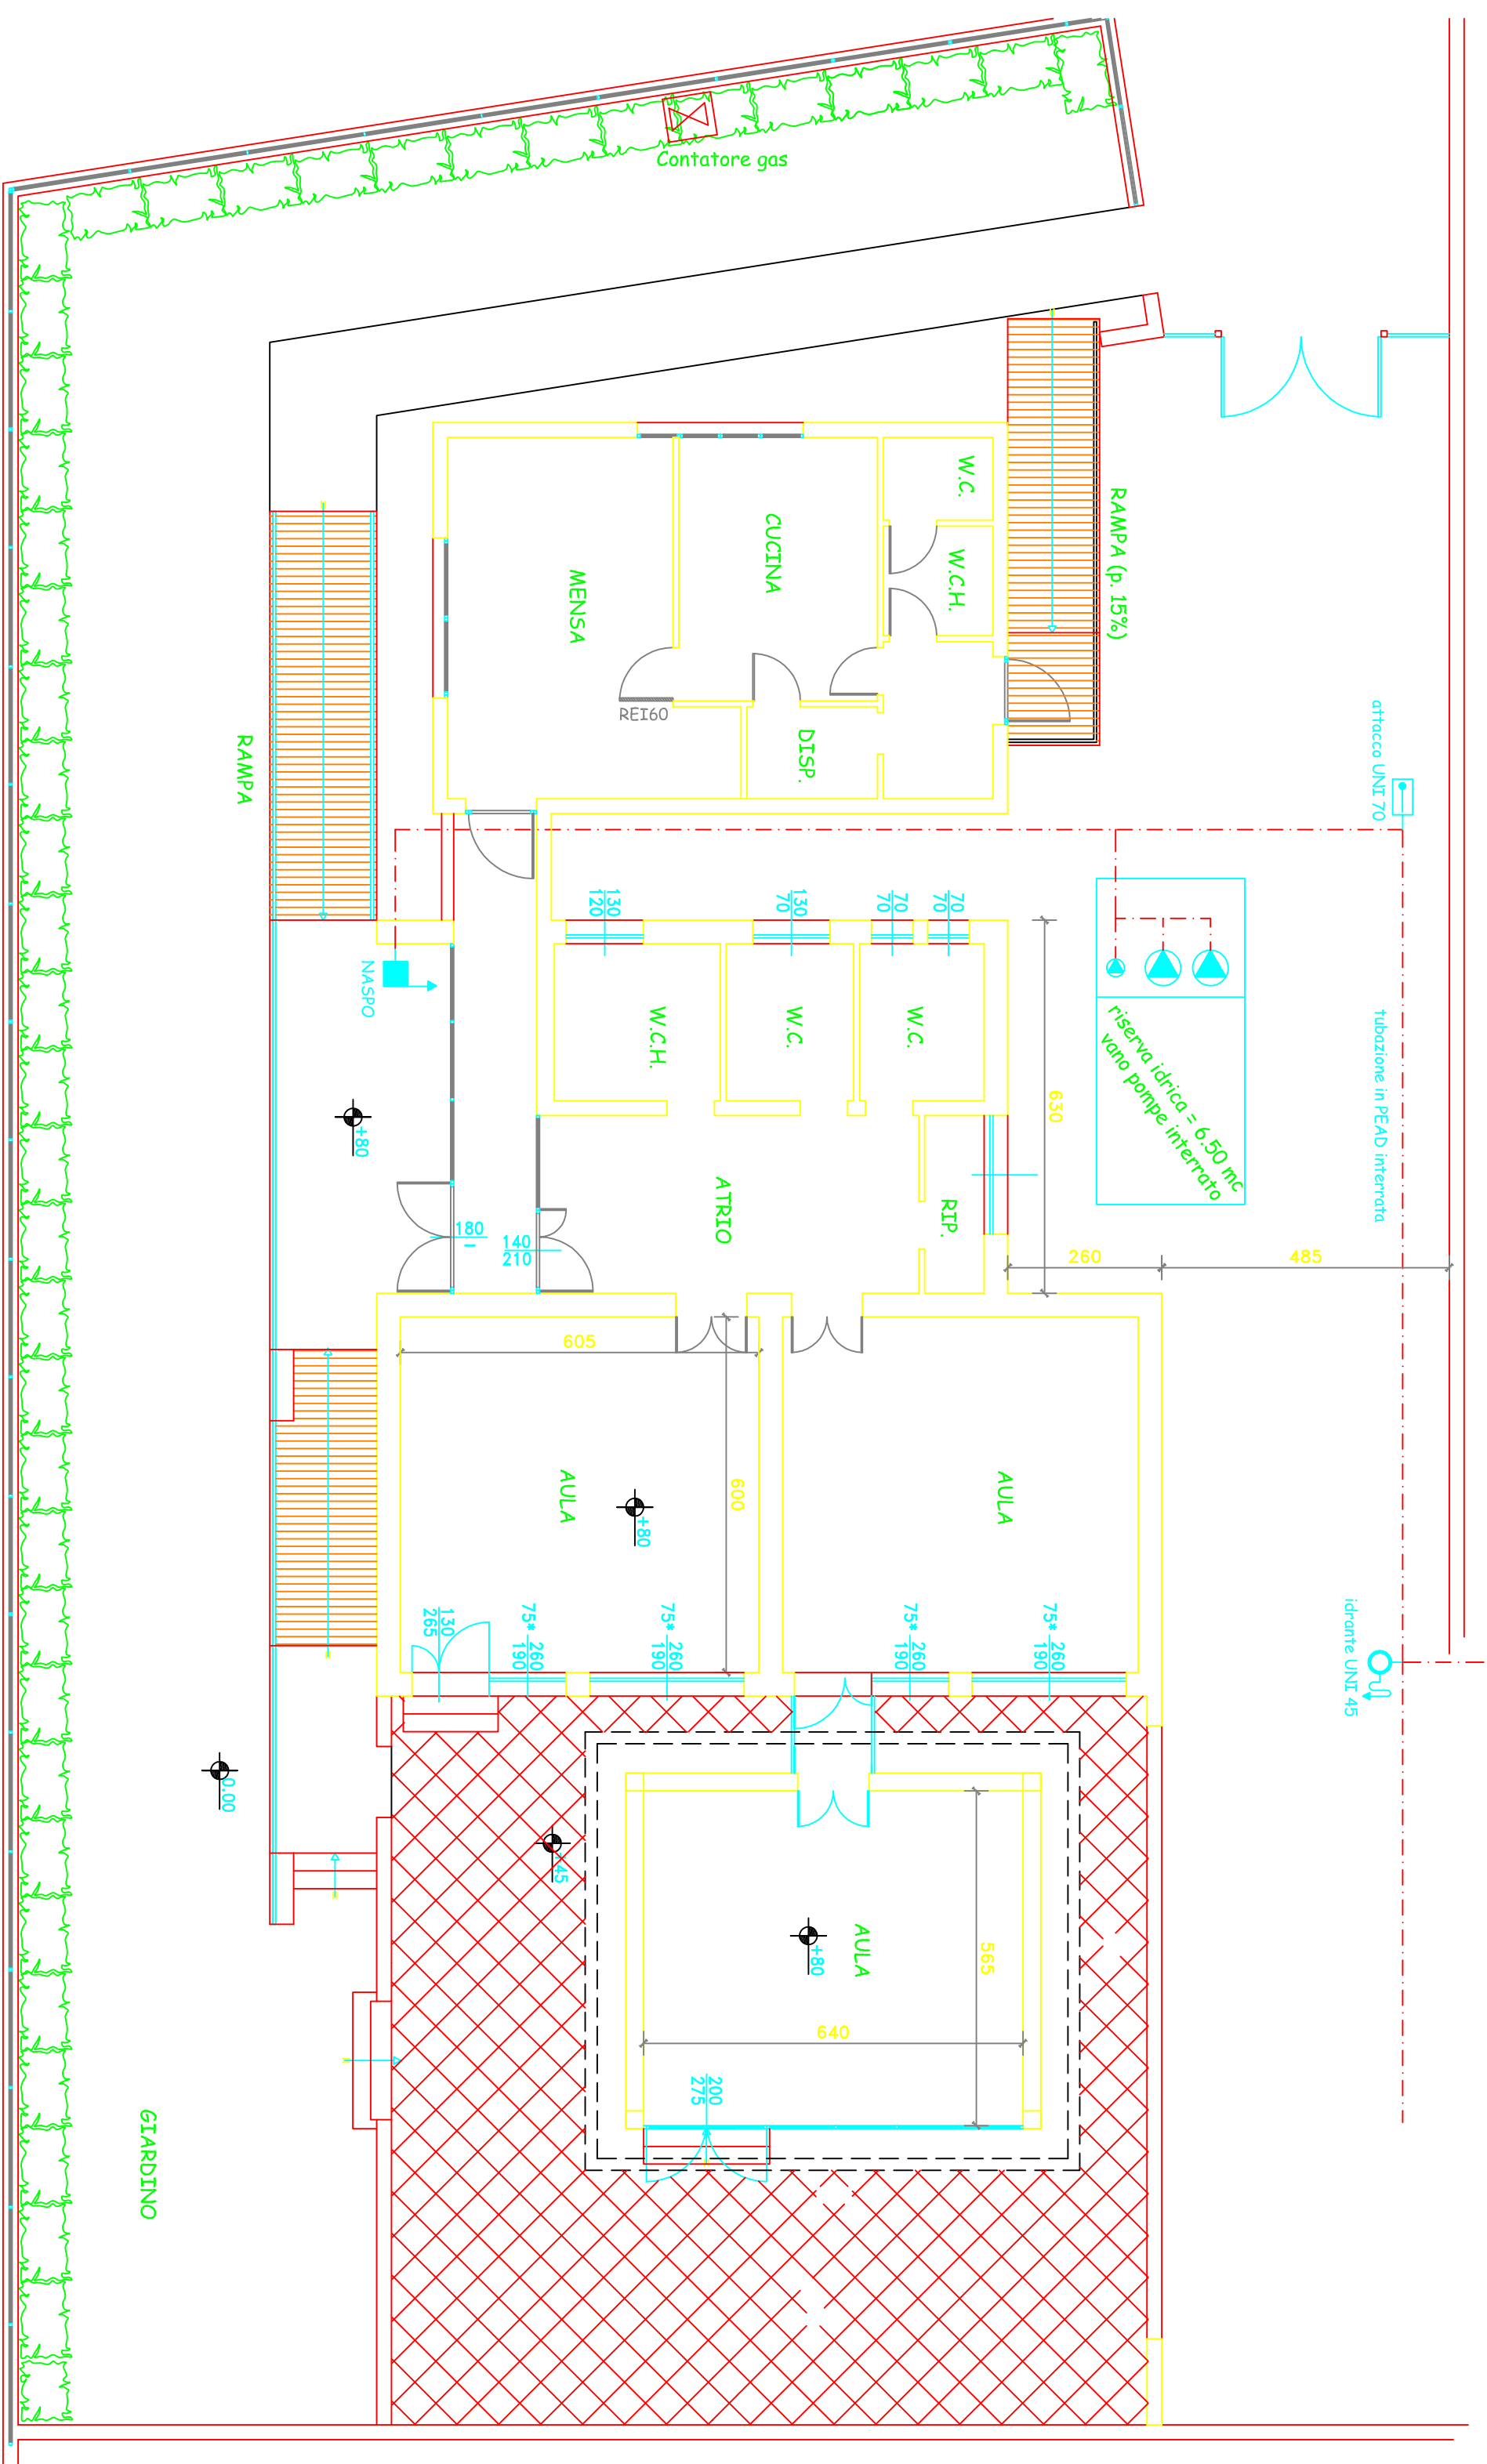 Contatore gas
W.C.
CUCINA
W.C.H.
RAMPA (p. 15%)
MENSA
REI60
DISP.
RAMPA
attacco UNI 70
130
120
130
70
70
70
70
70
NASPO
W.C.H.
W.C.
W.C.
riserva idrica = 6.50 mc
vano pompe interrato
tubazione in PEAD interrata
630
+80
ATRIO
RIP.
180
140
210
260
485
605
600
AULA
AULA
+80
130
265
75* 260
190
75* 260
190
75* 260
190
75* 260
190
idrante UNI 45
0.00
+45
AULA
+80
565
640
200
275
GIARDINO